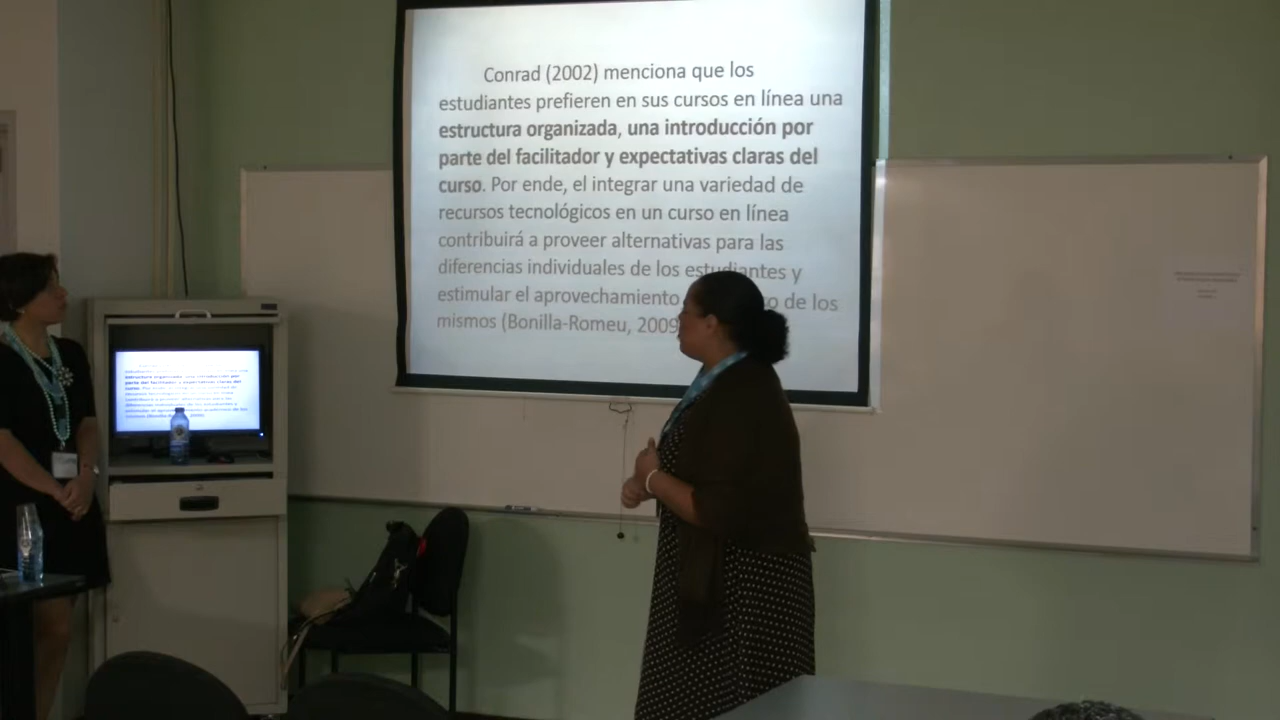 Conrad (2002) menciona que los
estudiantes prefieren en sus cursos en línea una
estructura organizada, una introducción por
parte del facilitador y expectativas claras del
curso. Por ende, el integrar una variedad de
recursos tecnológicos en un curso en línea
contribuirá a proveer alternativas para las
diferencias individuales de los estudiantes y
estimular el aprovechamiento de los
mismos (Bonilla-Romeu, 2009